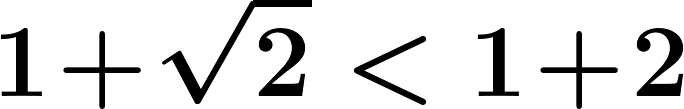 1 + √2 < 1 + 2